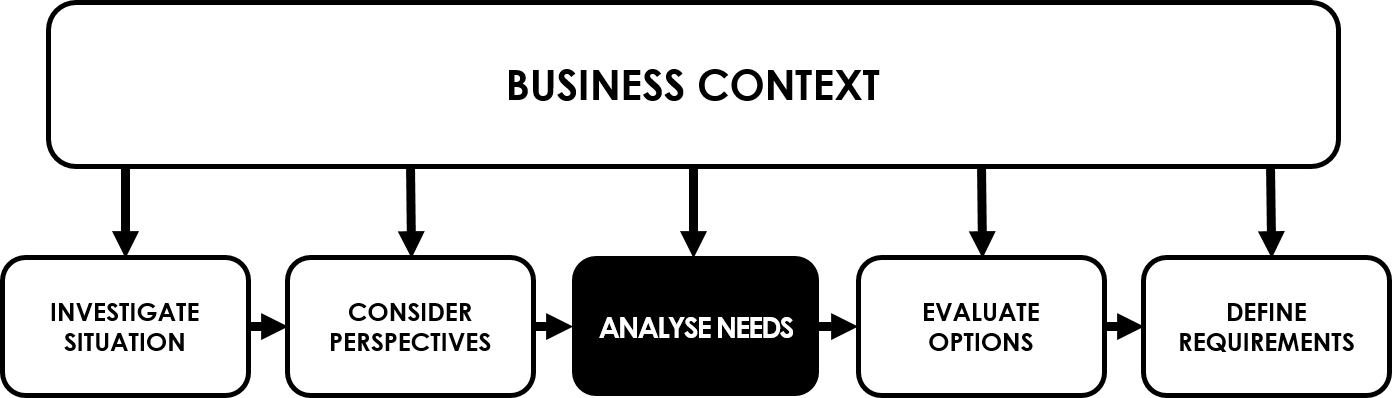 BUSINESS CONTEXT
INVESTIGATE
SITUATION
CONSIDER
PERSPECTIVES
ANALYSE NEEDS
EVALUATE
OPTIONS
DEFINE
REQUIREMENTS